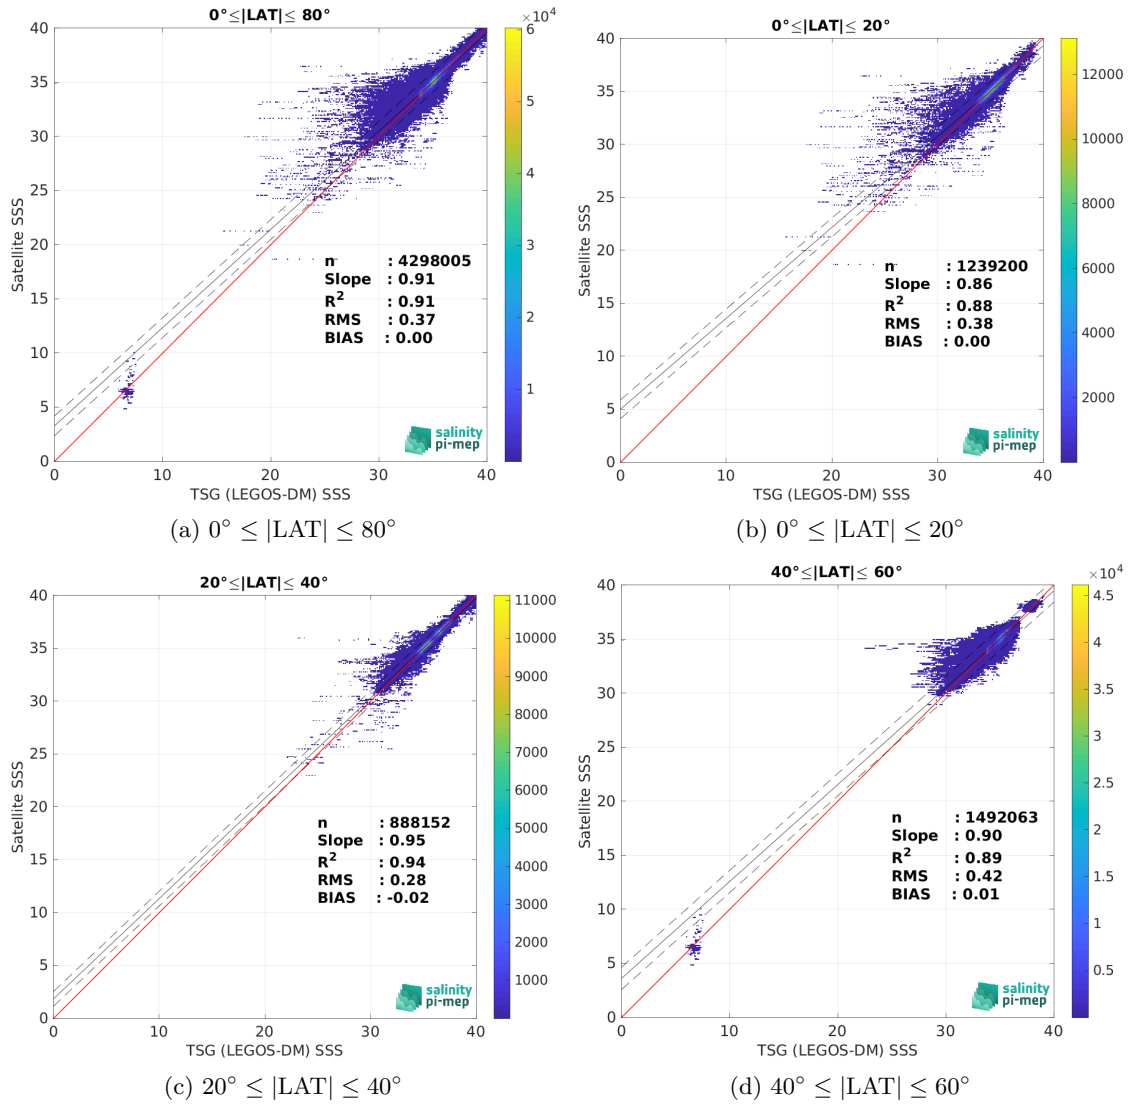 0°≤|LAT|≤ 80°
×10⁴
40
35
30
25
20
15
10
5
0
Satellite SSS
0 10 20 30 40
TSG (LEGOS-DM) SSS
n : 4298005
Slope : 0.91
R² : 0.91
RMS : 0.37
BIAS : 0.00
salinity
pi-mep
6
5
4
3
2
1
(a) 0° ≤ |LAT| ≤ 80°
0°≤|LAT|≤ 20°
40
35
30
25
20
15
10
5
0
Satellite SSS
0 10 20 30 40
TSG (LEGOS-DM) SSS
n : 1239200
Slope : 0.86
R² : 0.88
RMS : 0.38
BIAS : 0.00
salinity
pi-mep
12000
10000
8000
6000
4000
2000
(b) 0° ≤ |LAT| ≤ 20°
20°≤|LAT|≤ 40°
40
35
30
25
20
15
10
5
0
Satellite SSS
0 10 20 30 40
TSG (LEGOS-DM) SSS
n : 888152
Slope : 0.95
R² : 0.94
RMS : 0.28
BIAS : -0.02
salinity
pi-mep
11000
10000
9000
8000
7000
6000
5000
4000
3000
2000
1000
(c) 20° ≤ |LAT| ≤ 40°
40°≤|LAT|≤ 60°
×10⁴
40
35
30
25
20
15
10
5
0
Satellite SSS
0 10 20 30 40
TSG (LEGOS-DM) SSS
n : 1492063
Slope : 0.90
R² : 0.89
RMS : 0.42
BIAS : 0.01
salinity
pi-mep
4.5
4
3.5
3
2.5
2
1.5
1
0.5
(d) 40° ≤ |LAT| ≤ 60°